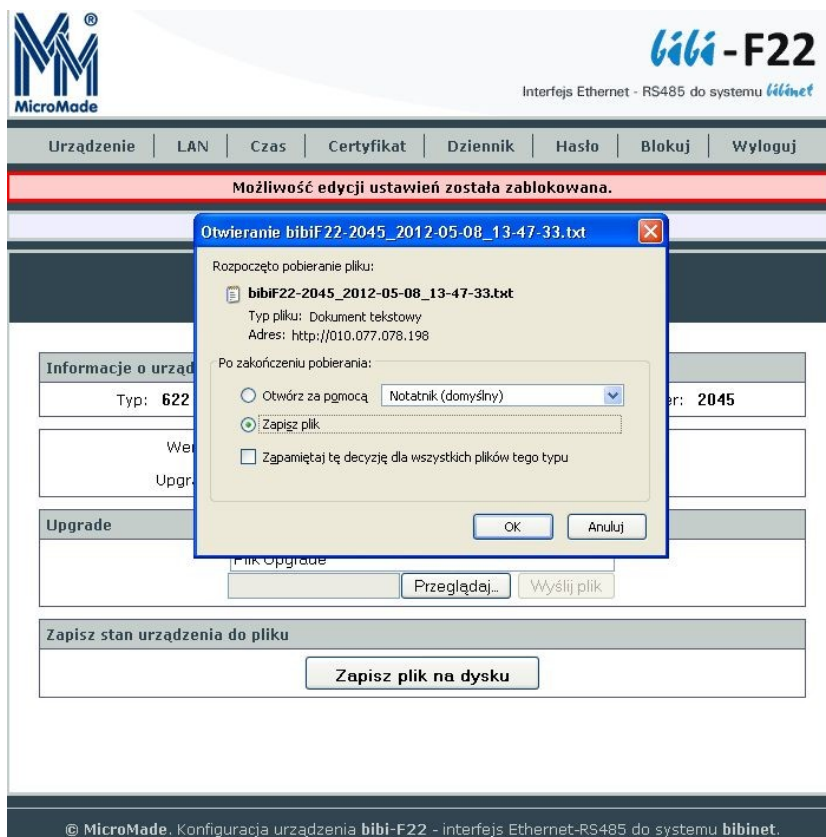 ®
MicroMade
bibi-F22
Interfejs Ethernet - RS485 do systemu bibinet
Urządzenie | LAN | Czas | Certyfikat | Dziennik | Hasło | Blokuj | Wyloguj
Możliwość edycji ustawień została zablokowana.
Otwieranie bibiF22-2045_2012-05-08_13-47-33.txt
Rozpoczęto pobieranie pliku:
bibiF22-2045_2012-05-08_13-47-33.txt
Typ pliku: Dokument tekstowy
Adres: http://010.077.078.198
Po zakończeniu pobierania:
Otwórz za pomocą Notatnik (domyślny)
Zapisz plik
Zapamiętaj tę decyzję dla wszystkich plików tego typu
OK Anuluj
Informacje o urząd
Typ: 622 er: 2045
Wer
Upgr
Upgrade
Plik Upgrade
Przeglądaj... Wyślij plik
Zapisz stan urządzenia do pliku
Zapisz plik na dysku
© MicroMade. Konfiguracja urządzenia bibi-F22 - interfejs Ethernet-RS485 do systemu bibinet.